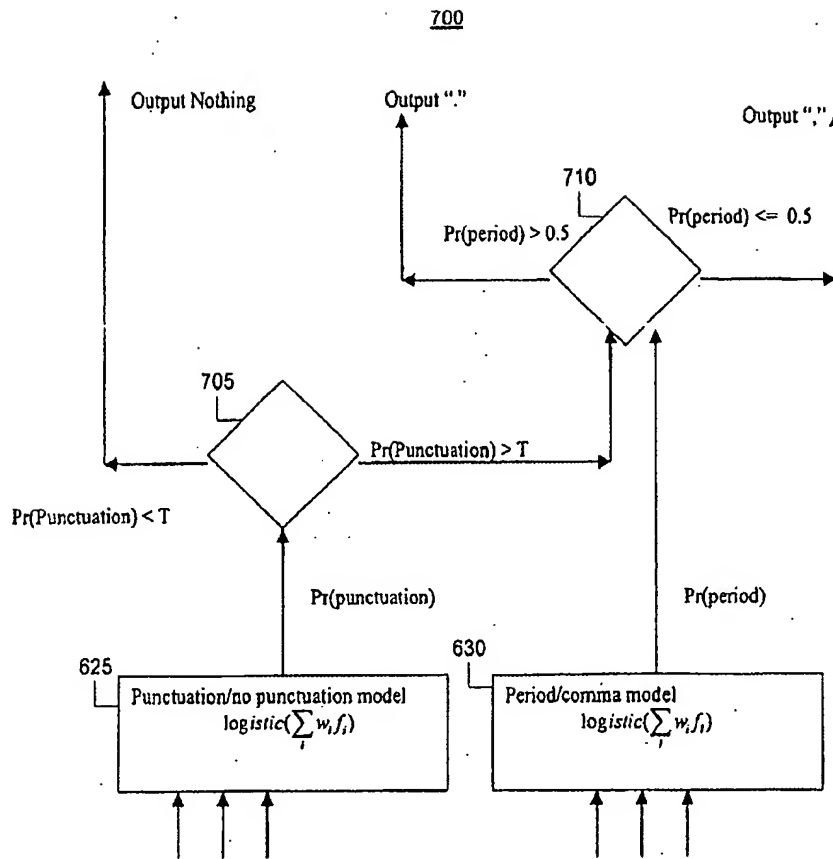 700
Output Nothing
Output “.”
Output “,”
710
Pr(period) > 0.5
Pr(period) <= 0.5
705
Pr(Punctuation) > T
Pr(Punctuation) < T
Pr(punctuation)
Pr(period)
625
Punctuation/no punctuation model
logistic(∑ᵢ wᵢfᵢ)
630
Period/comma model
logistic(∑ᵢ wᵢfᵢ)